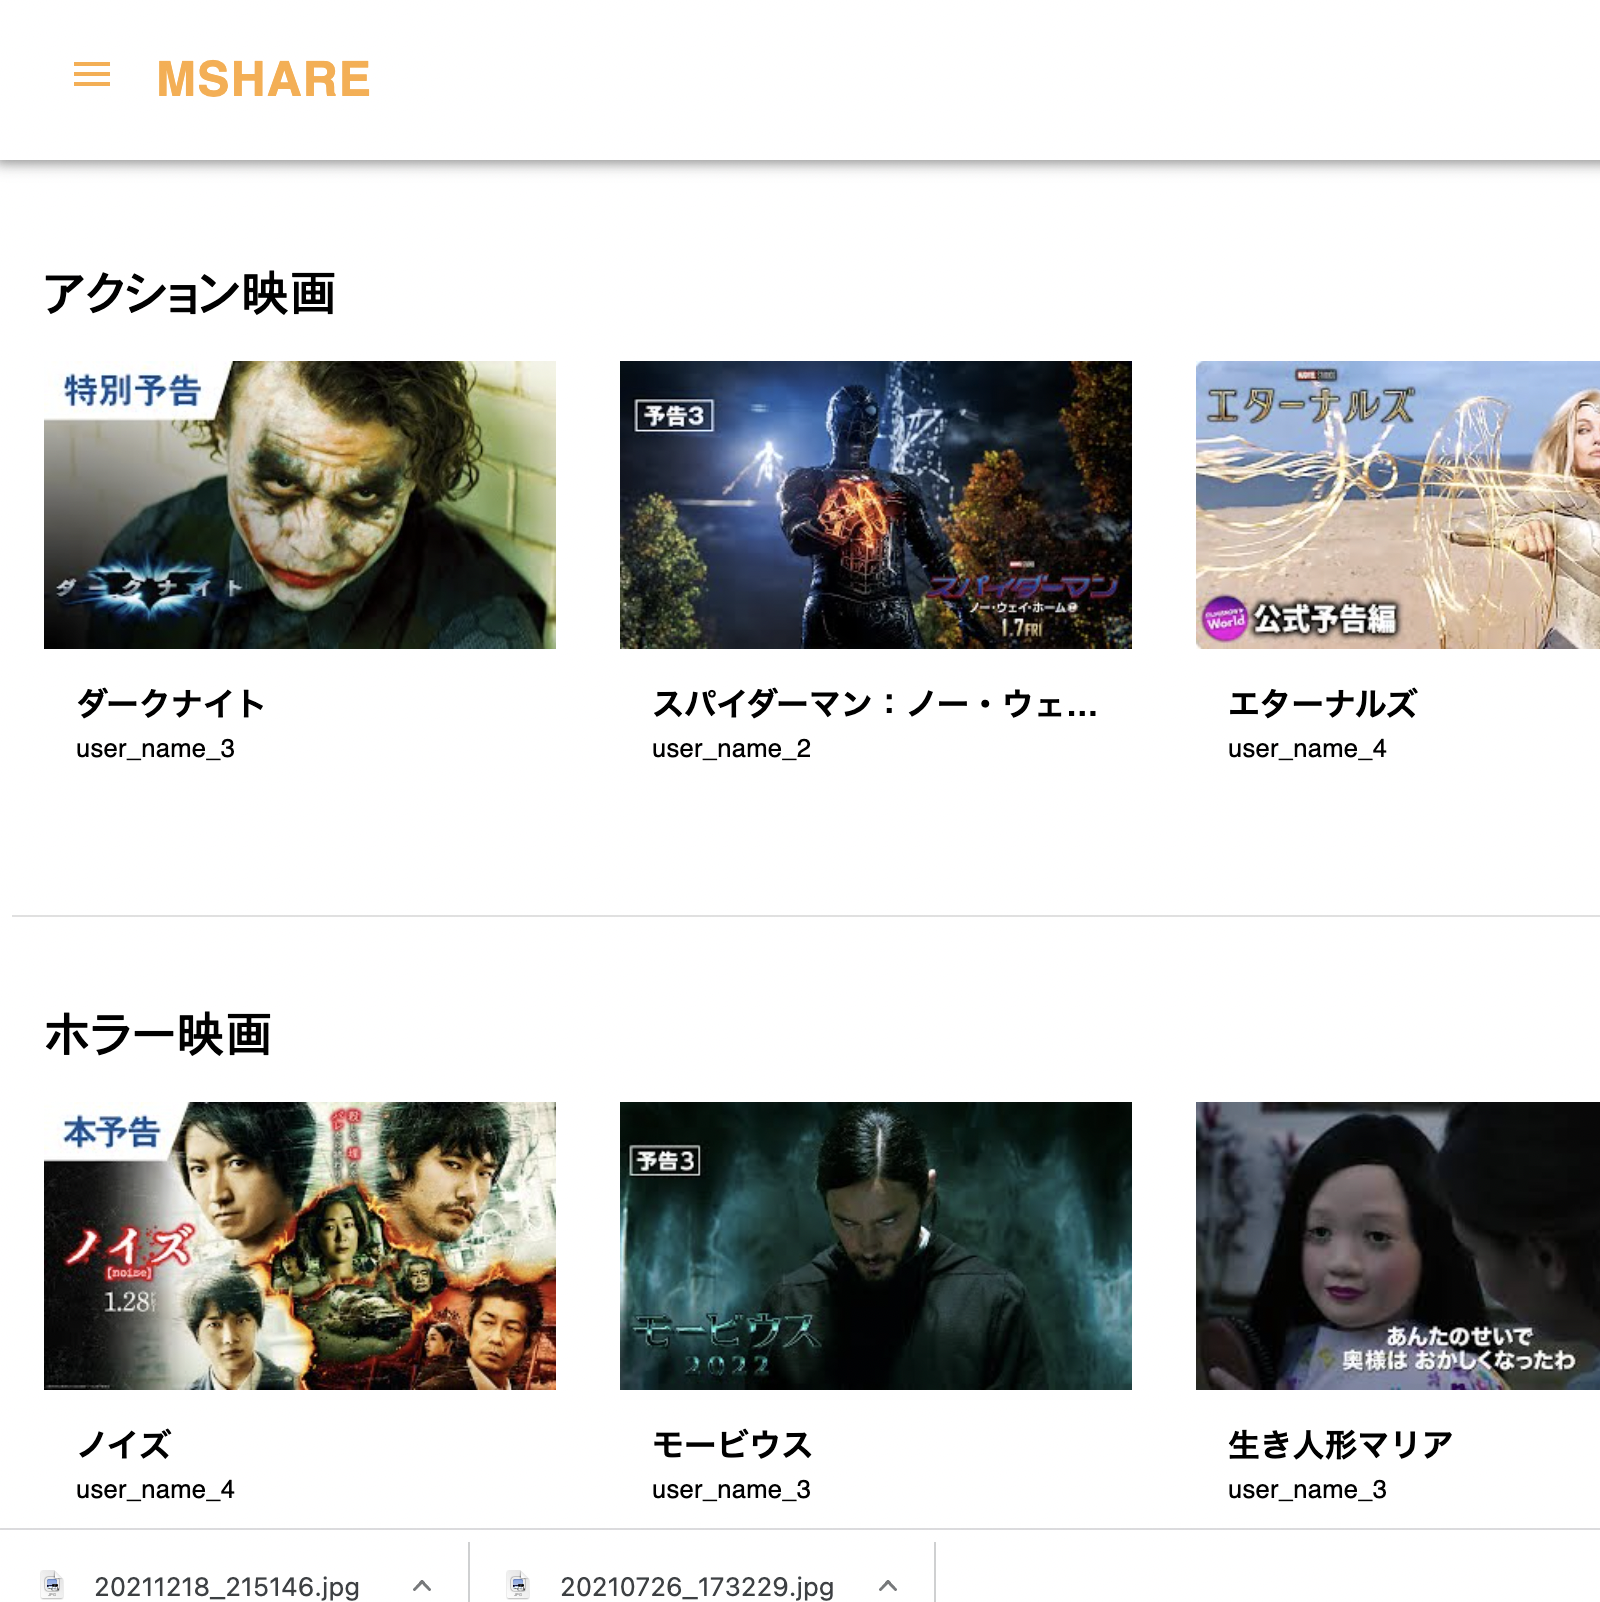 MSHARE
アクション映画
特別予告
ダークナイト
予告3
スパイダーマン
ノー・ウェイ・ホーム
1.7FRI
MARVEL STUDIOS
エターナルズ
World
公式予告編
ダークナイト
user_name_3
スパイダーマン：ノー・ウェ...
user_name_2
エターナルズ
user_name_4
ホラー映画
本予告
ノイズ
[noise]
1.28
予告3
モービウス
2022
あんたのせいで
奥様は おかしくなったわ
ノイズ
user_name_4
モービウス
user_name_3
生き人形マリア
user_name_3
20211218_215146.jpg
20210726_173229.jpg